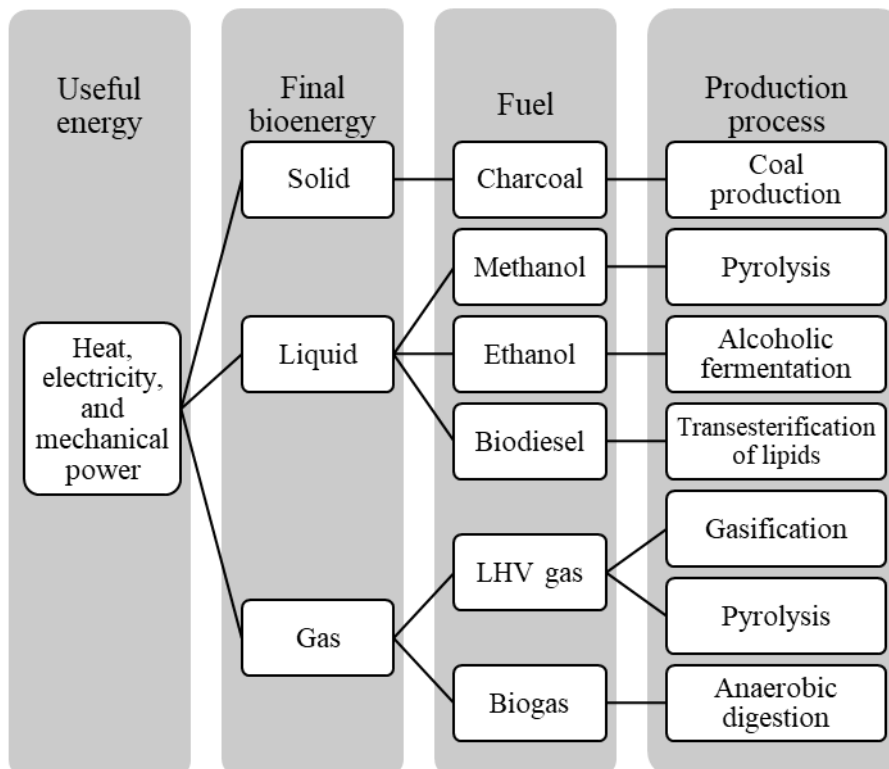 Useful
energy
Final
bioenergy
Fuel
Production
process
Solid
Charcoal
Coal
production
Methanol
Pyrolysis
Heat,
electricity,
and
mechanical
power
Liquid
Ethanol
Alcoholic
fermentation
Biodiesel
Transesterification
of lipids
Gas
LHV gas
Gasification
Pyrolysis
Biogas
Anaerobic
digestion